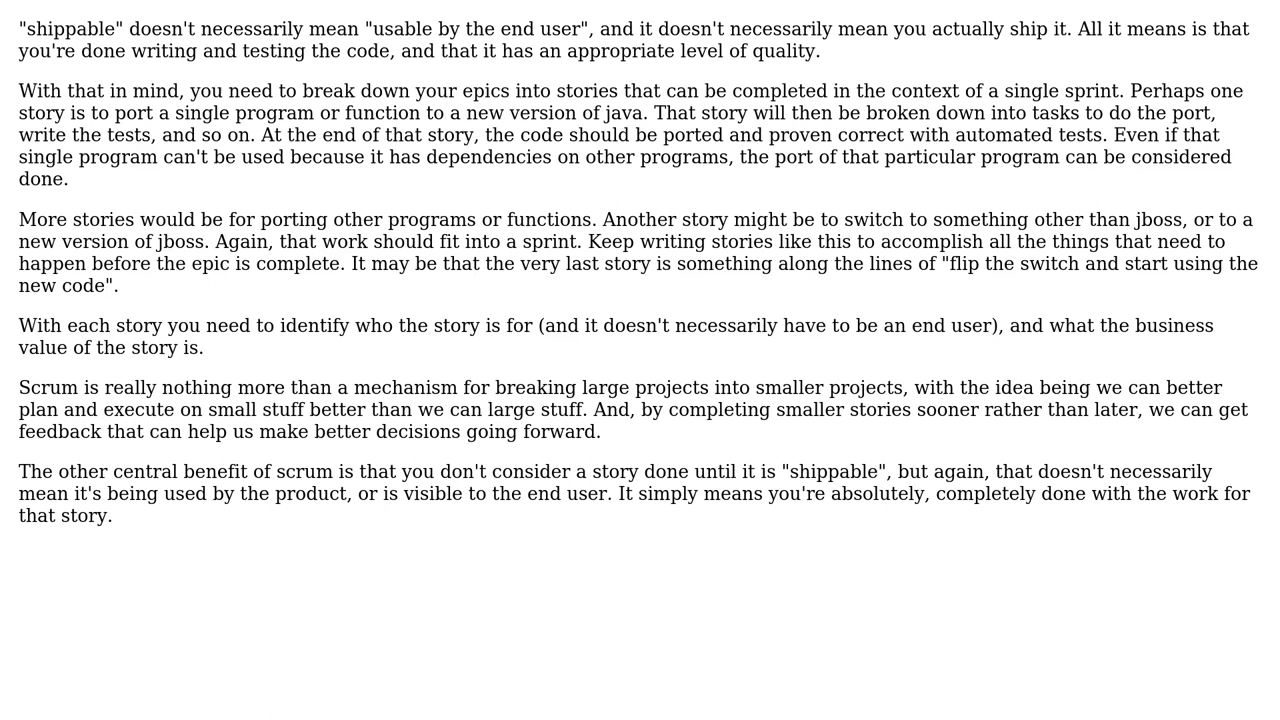 "shippable" doesn't necessarily mean "usable by the end user", and it doesn't necessarily mean you actually ship it. All it means is that
you're done writing and testing the code, and that it has an appropriate level of quality.
With that in mind, you need to break down your epics into stories that can be completed in the context of a single sprint. Perhaps one
story is to port a single program or function to a new version of java. That story will then be broken down into tasks to do the port,
write the tests, and so on. At the end of that story, the code should be ported and proven correct with automated tests. Even if that
single program can't be used because it has dependencies on other programs, the port of that particular program can be considered
done.
More stories would be for porting other programs or functions. Another story might be to switch to something other than jboss, or to a
new version of jboss. Again, that work should fit into a sprint. Keep writing stories like this to accomplish all the things that need to
happen before the epic is complete. It may be that the very last story is something along the lines of "flip the switch and start using the
new code".
With each story you need to identify who the story is for (and it doesn't necessarily have to be an end user), and what the business
value of the story is.
Scrum is really nothing more than a mechanism for breaking large projects into smaller projects, with the idea being we can better
plan and execute on small stuff better than we can large stuff. And, by completing smaller stories sooner rather than later, we can get
feedback that can help us make better decisions going forward.
The other central benefit of scrum is that you don't consider a story done until it is "shippable", but again, that doesn't necessarily
mean it's being used by the product, or is visible to the end user. It simply means you're absolutely, completely done with the work for
that story.